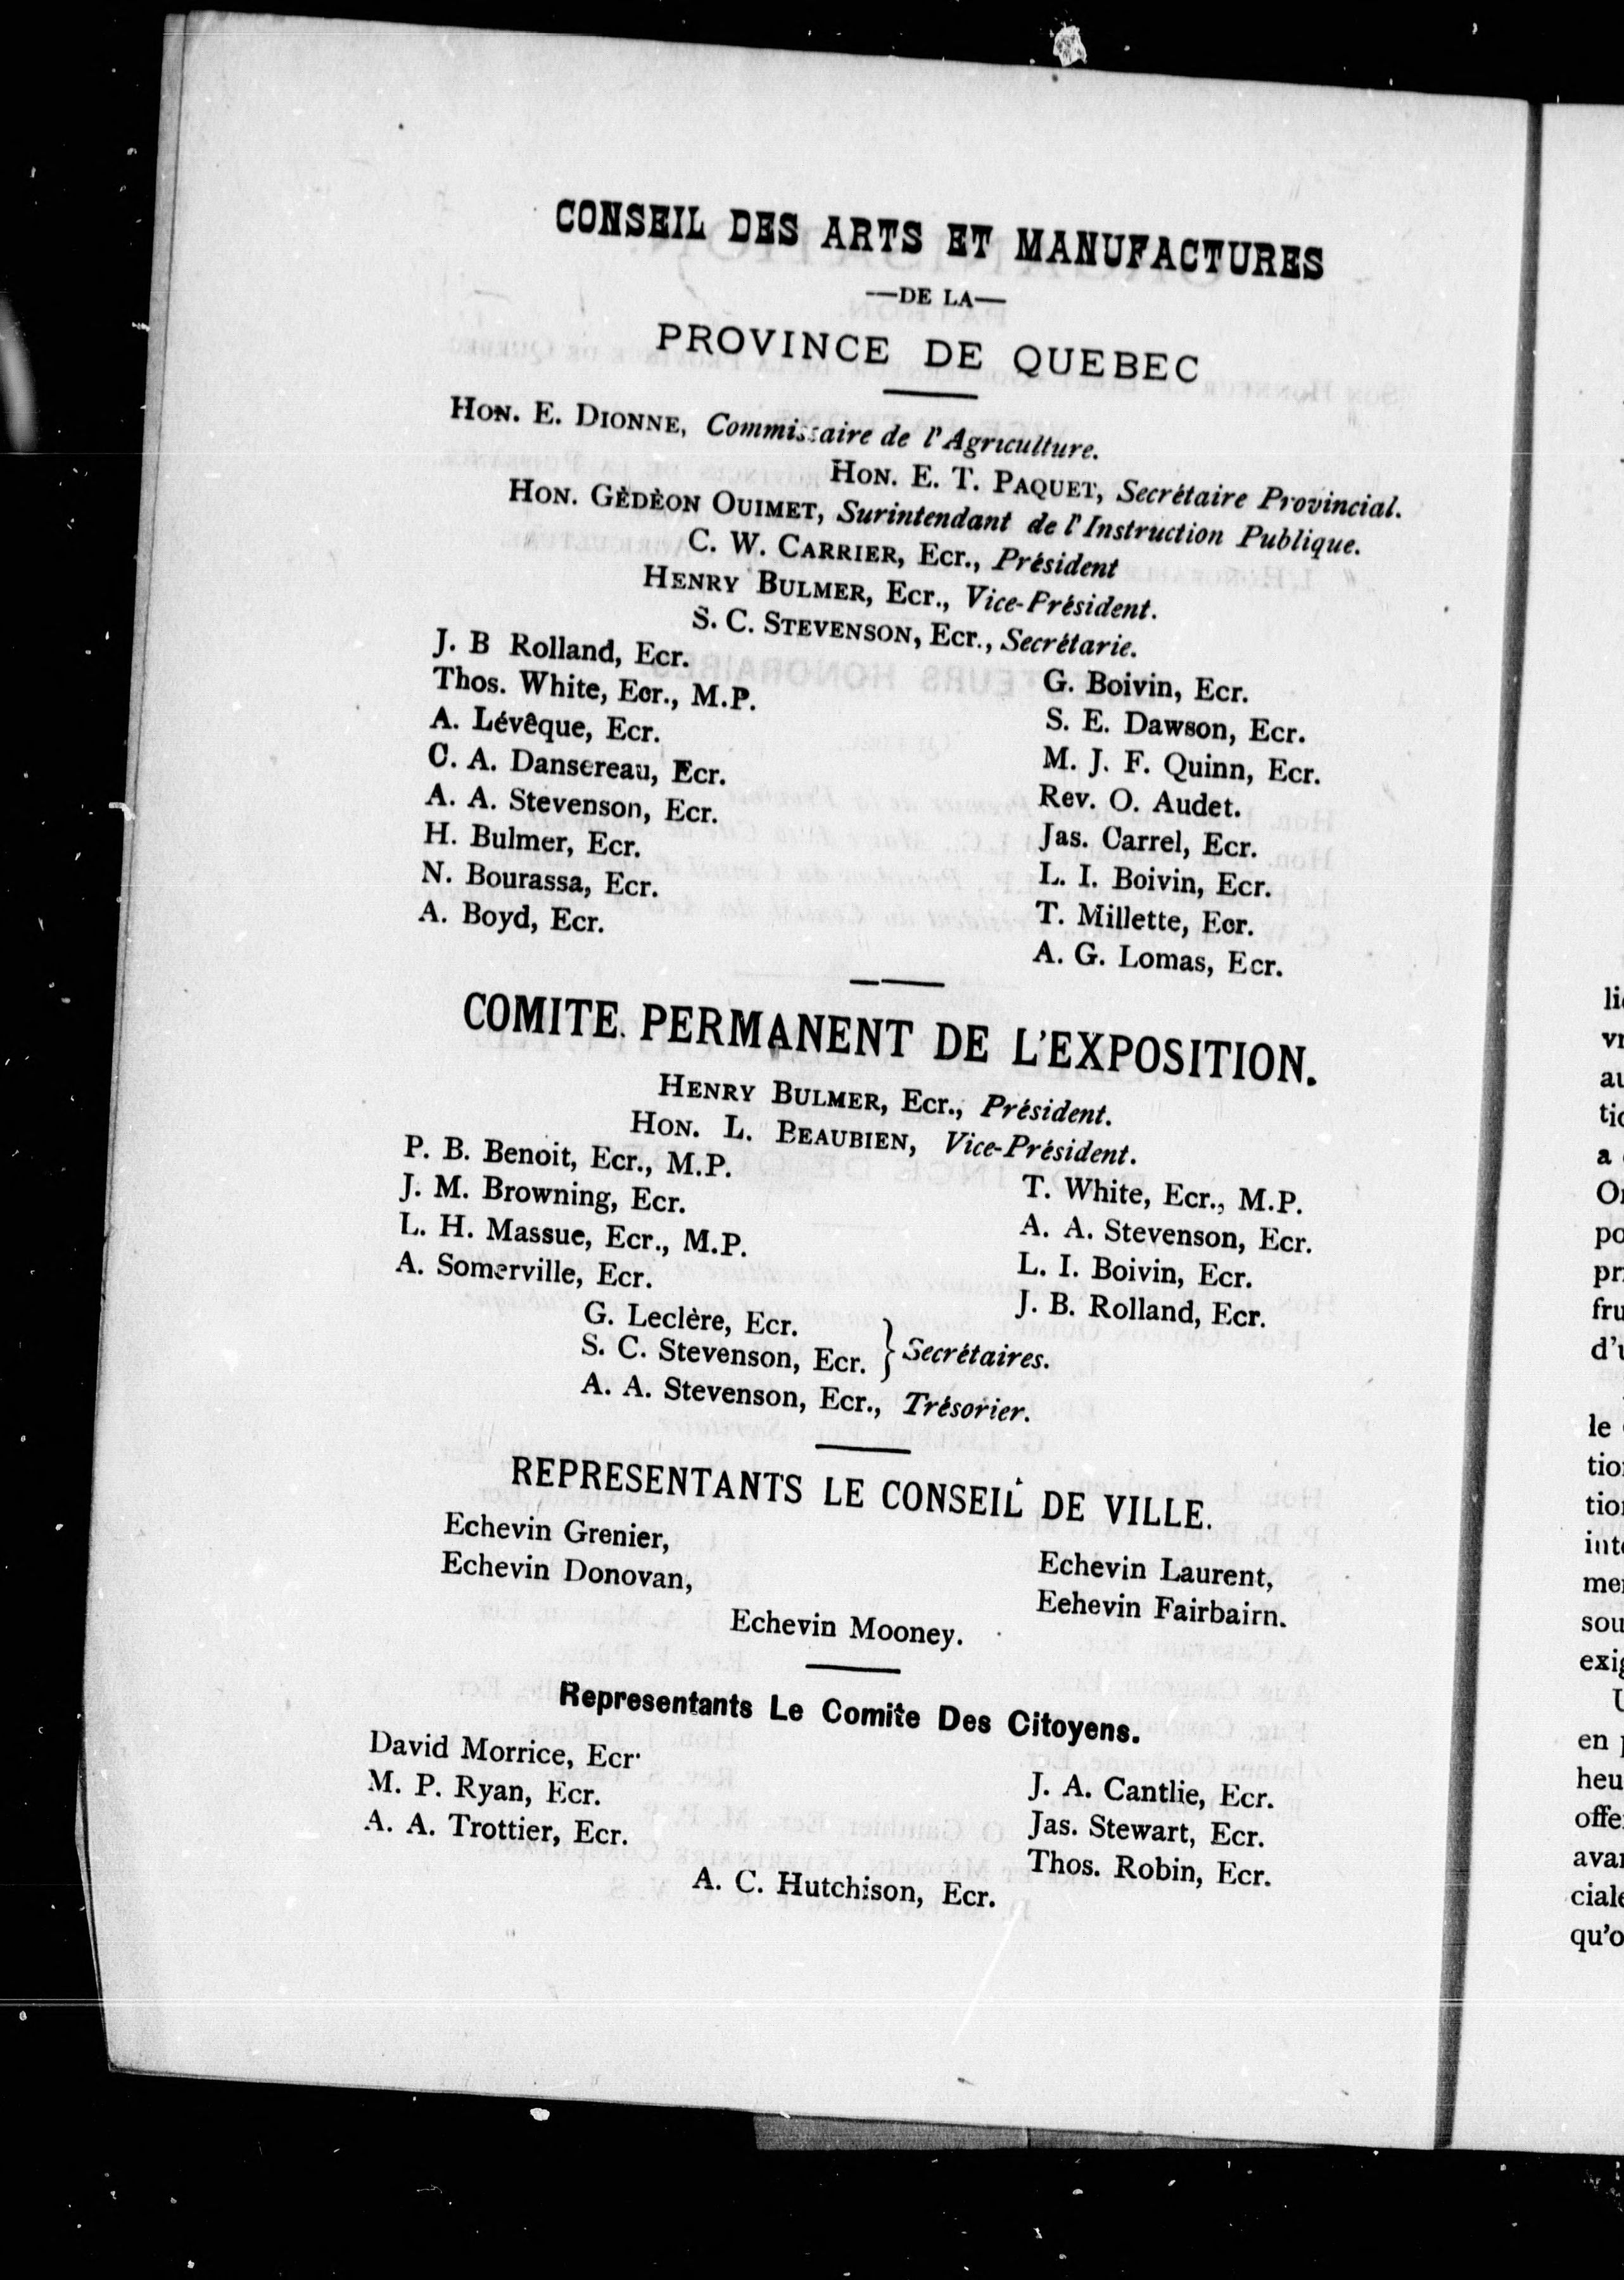 CONSEIL DES ARTS ET MANUFACTURES
—DE LA—
PROVINCE DE QUEBEC
HON. E. DIONNE, Commissaire de l'Agriculture.
HON. E. T. PAQUET, Secrétaire Provincial.
HON. GÈDÈON OUIMET, Surintendant de l'Instruction Publique.
C. W. CARRIER, Ecr., Président
HENRY BULMER, Ecr., Vice-Président.
S. C. STEVENSON, Ecr., Secrétarie.
J. B Rolland, Ecr.
Thos. White, Ecr., M.P.
A. Lévêque, Ecr.
C. A. Dansereau, Ecr.
A. A. Stevenson, Ecr.
H. Bulmer, Ecr.
N. Bourassa, Ecr.
A. Boyd, Ecr.
G. Boivin, Ecr.
S. E. Dawson, Ecr.
M. J. F. Quinn, Ecr.
Rev. O. Audet.
Jas. Carrel, Ecr.
L. I. Boivin, Ecr.
T. Millette, Ecr.
A. G. Lomas, Ecr.
COMITE PERMANENT DE L'EXPOSITION.
HENRY BULMER, Ecr., Président.
HON. L. BEAUBIEN, Vice-Président.
P. B. Benoit, Ecr., M.P.
J. M. Browning, Ecr.
L. H. Massue, Ecr., M.P.
A. Somerville, Ecr.
T. White, Ecr., M.P.
A. A. Stevenson, Ecr.
L. I. Boivin, Ecr.
J. B. Rolland, Ecr.
G. Leclère, Ecr.
S. C. Stevenson, Ecr. } Secrétaires.
A. A. Stevenson, Ecr., Trésorier.
REPRESENTANTS LE CONSEIL DE VILLE.
Echevin Grenier,
Echevin Donovan,
Echevin Laurent,
Eehevin Fairbairn.
Echevin Mooney.
Representants Le Comite Des Citoyens.
David Morrice, Ecr.
M. P. Ryan, Ecr.
A. A. Trottier, Ecr.
J. A. Cantlie, Ecr.
Jas. Stewart, Ecr.
Thos. Robin, Ecr.
A. C. Hutchison, Ecr.